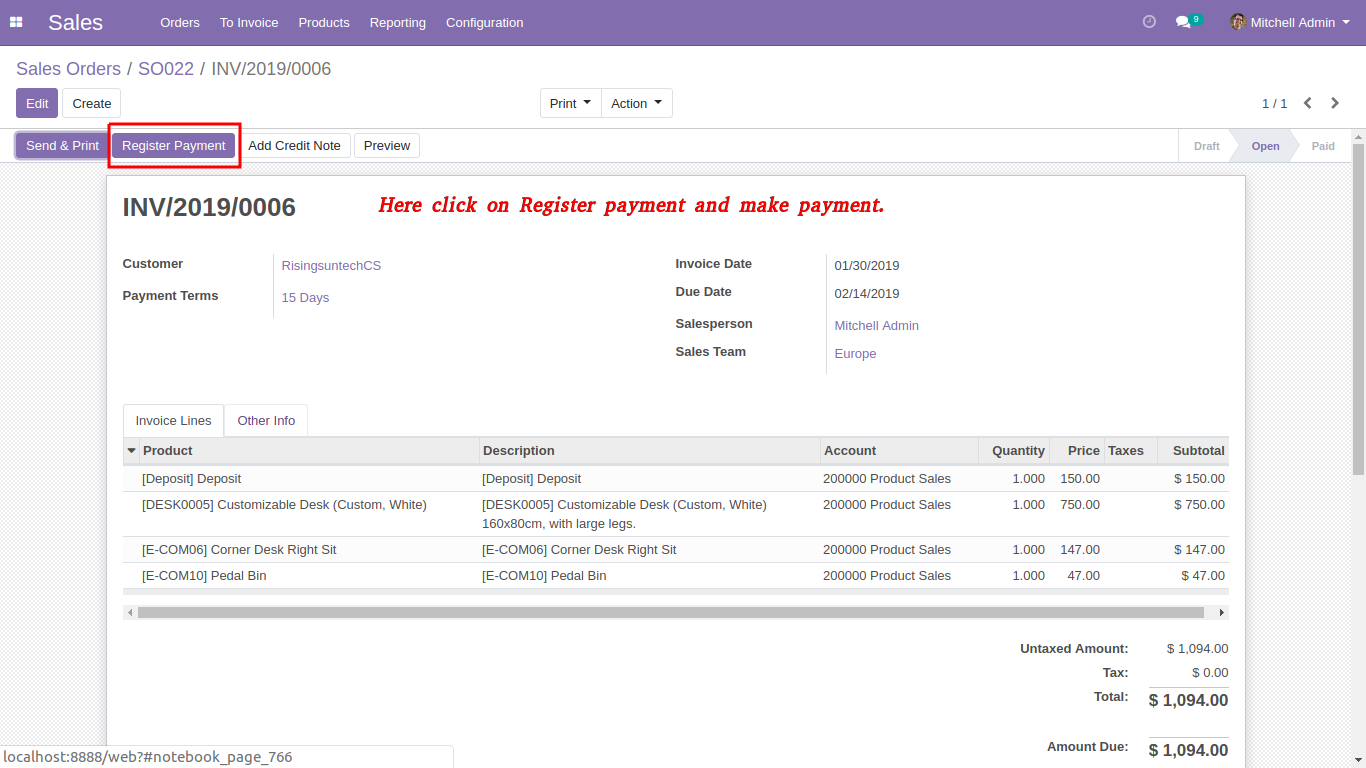 Sales Orders To Invoice Products Reporting Configuration 9 Mitchell Admin
Sales Orders / SO022 / INV/2019/0006
Edit Create Print Action 1 / 1
Send & Print Register Payment Add Credit Note Preview Draft Open Paid
INV/2019/0006 Here click on Register payment and make payment.
Customer RisingsuntechCS Invoice Date 01/30/2019
Payment Terms 15 Days Due Date 02/14/2019
Salesperson Mitchell Admin
Sales Team Europe
Invoice Lines Other Info
Product Description Account Quantity Price Taxes Subtotal
[Deposit] Deposit [Deposit] Deposit 200000 Product Sales 1.000 150.00 $ 150.00
[DESK0005] Customizable Desk (Custom, White) [DESK0005] Customizable Desk (Custom, White) 200000 Product Sales 1.000 750.00 $ 750.00
160x80cm, with large legs.
[E-COM06] Corner Desk Right Sit [E-COM06] Corner Desk Right Sit 200000 Product Sales 1.000 147.00 $ 147.00
[E-COM10] Pedal Bin [E-COM10] Pedal Bin 200000 Product Sales 1.000 47.00 $ 47.00
Untaxed Amount: $ 1,094.00
Tax: $ 0.00
Total: $ 1,094.00
Amount Due: $ 1,094.00
localhost:8888/web?#notebook_page_766